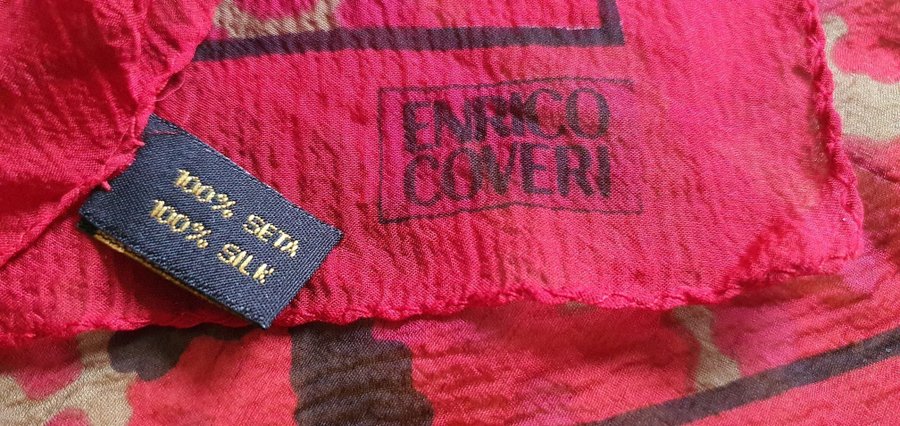 ENRICO
COVERI
100% SETA
100% SILK